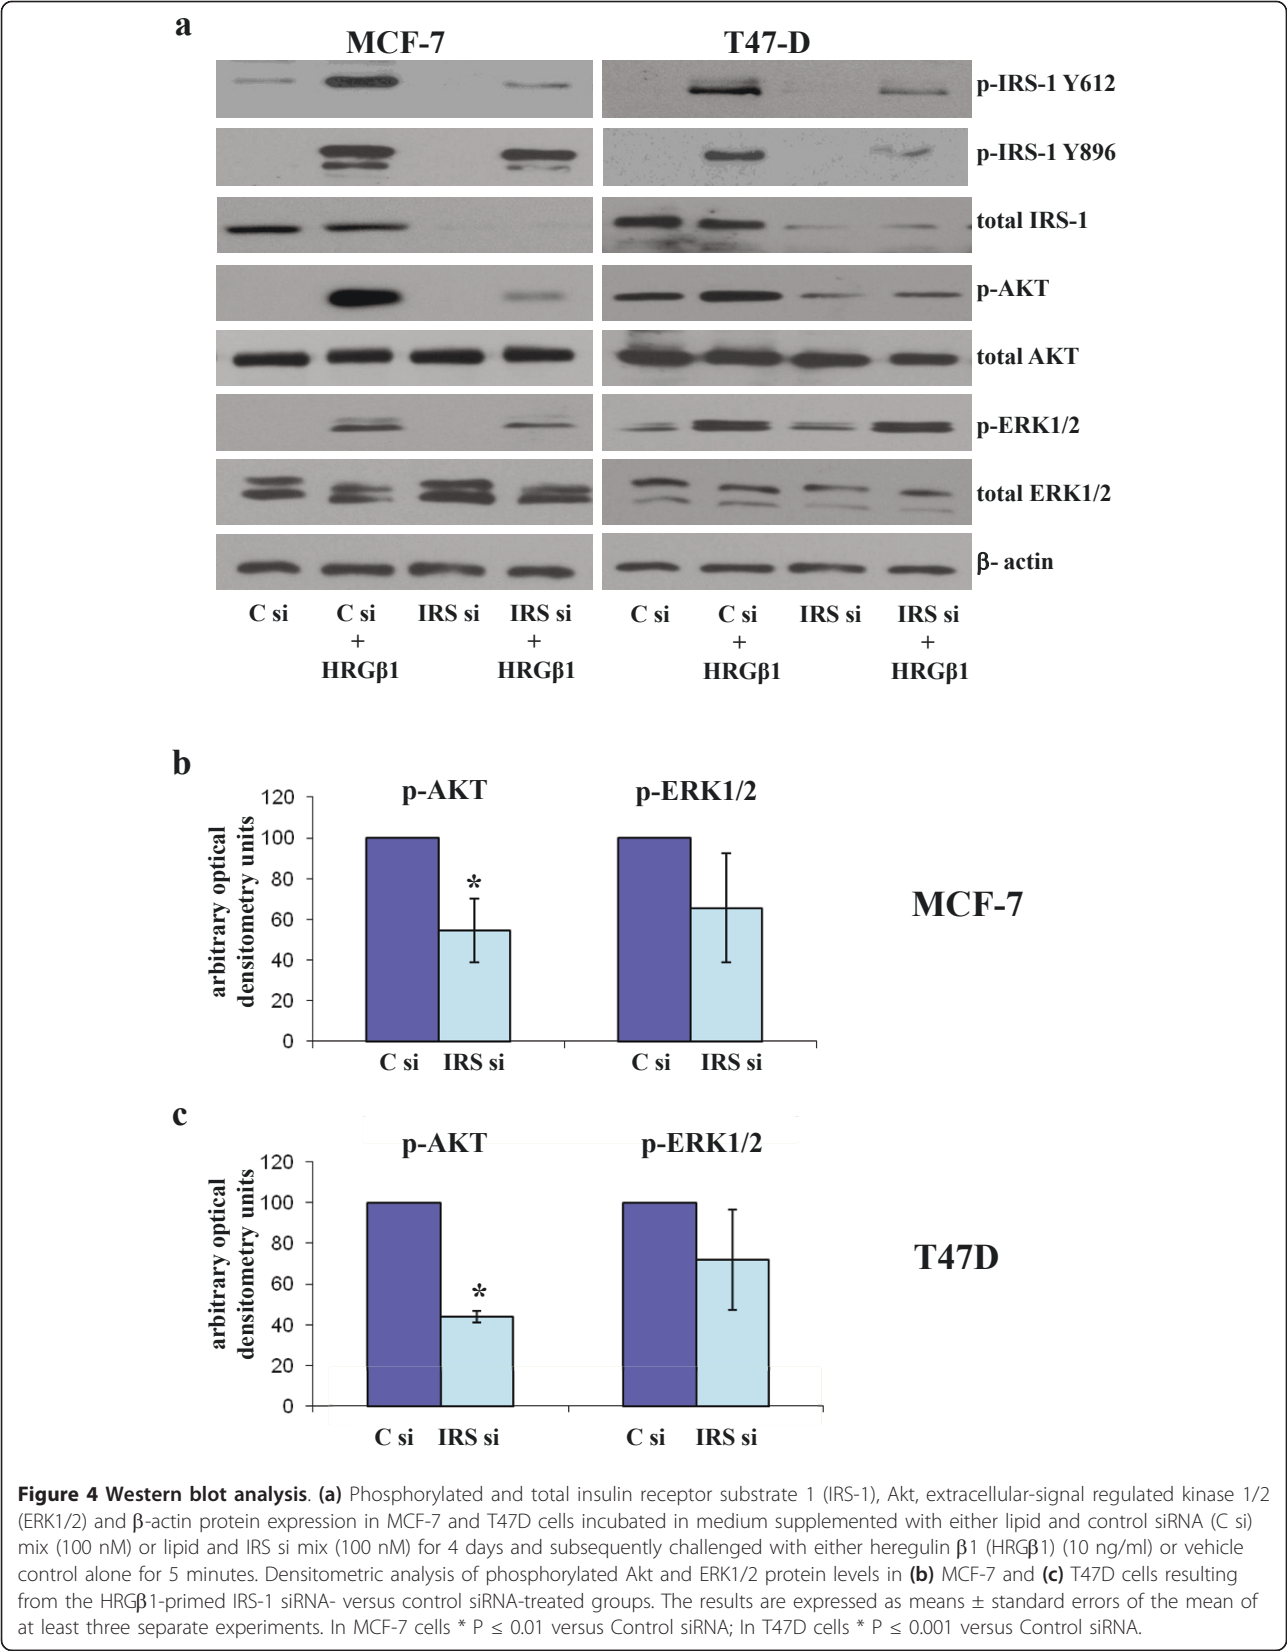 a
MCF-7 T47-D
p-IRS-1 Y612
p-IRS-1 Y896
total IRS-1
p-AKT
total AKT
p-ERK1/2
total ERK1/2
β- actin
C si C si IRS si IRS si C si C si IRS si IRS si
+ + + +
HRGβ1 HRGβ1 HRGβ1 HRGβ1
b
p-AKT p-ERK1/2
arbitrary optical
densitometry units
120
100
80
60
40
20
0
*
MCF-7
C si IRS si C si IRS si
c
p-AKT p-ERK1/2
arbitrary optical
densitometry units
120
100
80
60
40
20
0
*
T47D
C si IRS si C si IRS si
Figure 4 Western blot analysis. (a) Phosphorylated and total insulin receptor substrate 1 (IRS-1), Akt, extracellular-signal regulated kinase 1/2
(ERK1/2) and β-actin protein expression in MCF-7 and T47D cells incubated in medium supplemented with either lipid and control siRNA (C si)
mix (100 nM) or lipid and IRS si mix (100 nM) for 4 days and subsequently challenged with either heregulin β1 (HRGβ1) (10 ng/ml) or vehicle
control alone for 5 minutes. Densitometric analysis of phosphorylated Akt and ERK1/2 protein levels in (b) MCF-7 and (c) T47D cells resulting
from the HRGβ1-primed IRS-1 siRNA- versus control siRNA-treated groups. The results are expressed as means ± standard errors of the mean of
at least three separate experiments. In MCF-7 cells * P ≤ 0.01 versus Control siRNA; In T47D cells * P ≤ 0.001 versus Control siRNA.